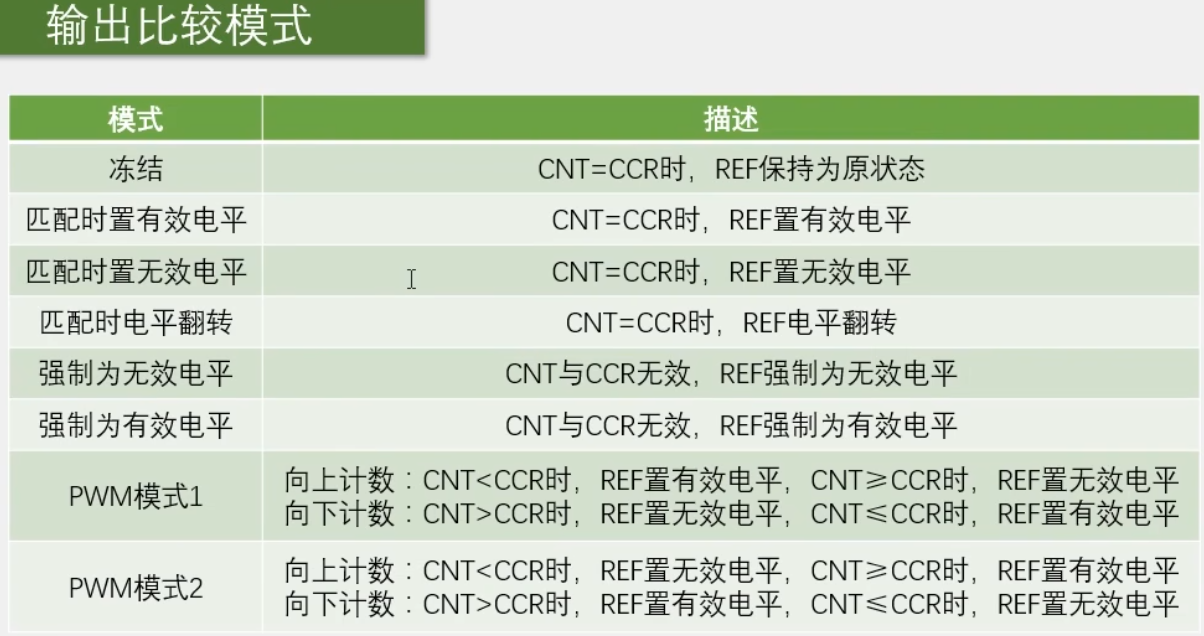 输出比较模式
模式 描述
冻结 CNT=CCR时，REF保持为原状态
匹配时置有效电平 CNT=CCR时，REF置有效电平
匹配时置无效电平 CNT=CCR时，REF置无效电平
匹配时电平翻转 CNT=CCR时，REF电平翻转
强制为无效电平 CNT与CCR无效，REF强制为无效电平
强制为有效电平 CNT与CCR无效，REF强制为有效电平
PWM模式1
向上计数：CNT<CCR时，REF置有效电平，CNT≥CCR时，REF置无效电平
向下计数：CNT>CCR时，REF置无效电平，CNT≤CCR时，REF置有效电平
PWM模式2
向上计数：CNT<CCR时，REF置无效电平，CNT≥CCR时，REF置有效电平
向下计数：CNT>CCR时，REF置有效电平，CNT≤CCR时，REF置无效电平